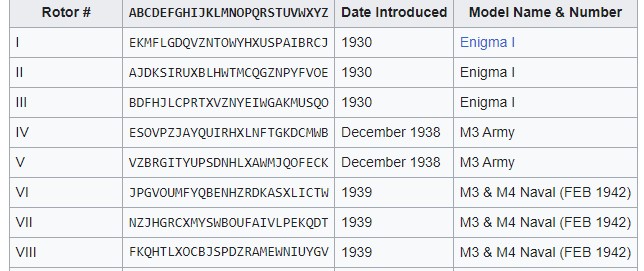 Rotor # ABCDEFGHIJKLMNOPQRSTUVWXYZ Date Introduced Model Name & Number
I EKMFLGDQVZNTOWYHXUSPAIBRCJ 1930 Enigma I
II AJDKSIRUXBLHWTMCQGZNPYFVOE 1930 Enigma I
III BDFHJLCPRTXVZNYEIWGAKMUSQO 1930 Enigma I
IV ESOVPZJAYQUIRHXLNFTGKDCMWB December 1938 M3 Army
V VZBRGITYUPSDNHLXAWMJQOFECK December 1938 M3 Army
VI JPGVOUMFYQBENHZRDKASXLICTW 1939 M3 & M4 Naval (FEB 1942)
VII NZJHGRCXMYSWBOUFAIVLPEKQDT 1939 M3 & M4 Naval (FEB 1942)
VIII FKQHTLXOCBJSPDZRAMEWNIUYGV 1939 M3 & M4 Naval (FEB 1942)